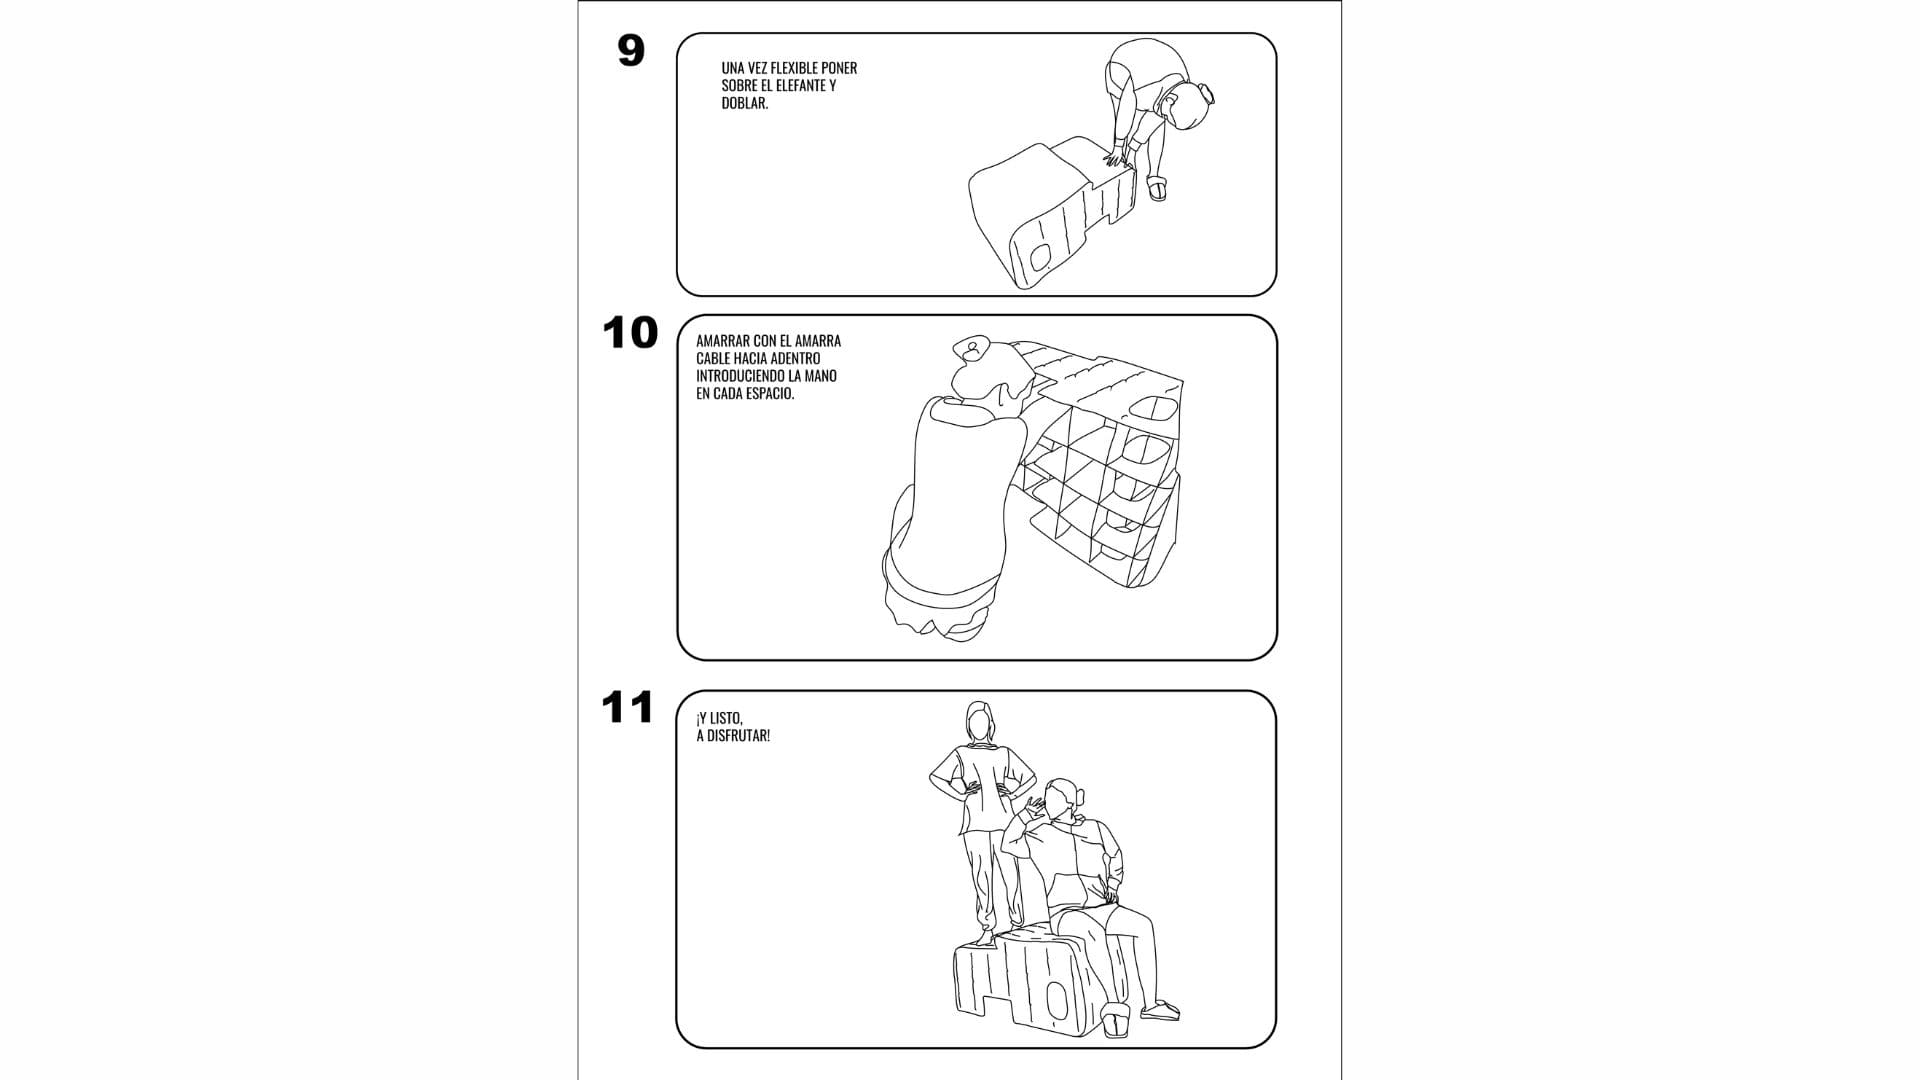 9
UNA VEZ FLEXIBLE PONER
SOBRE EL ELEFANTE Y
DOBLAR.
10
AMARRAR CON EL AMARRA
CABLE HACIA ADENTRO
INTRODUCIENDO LA MANO
EN CADA ESPACIO.
11
¡Y LISTO,
A DISFRUTAR!